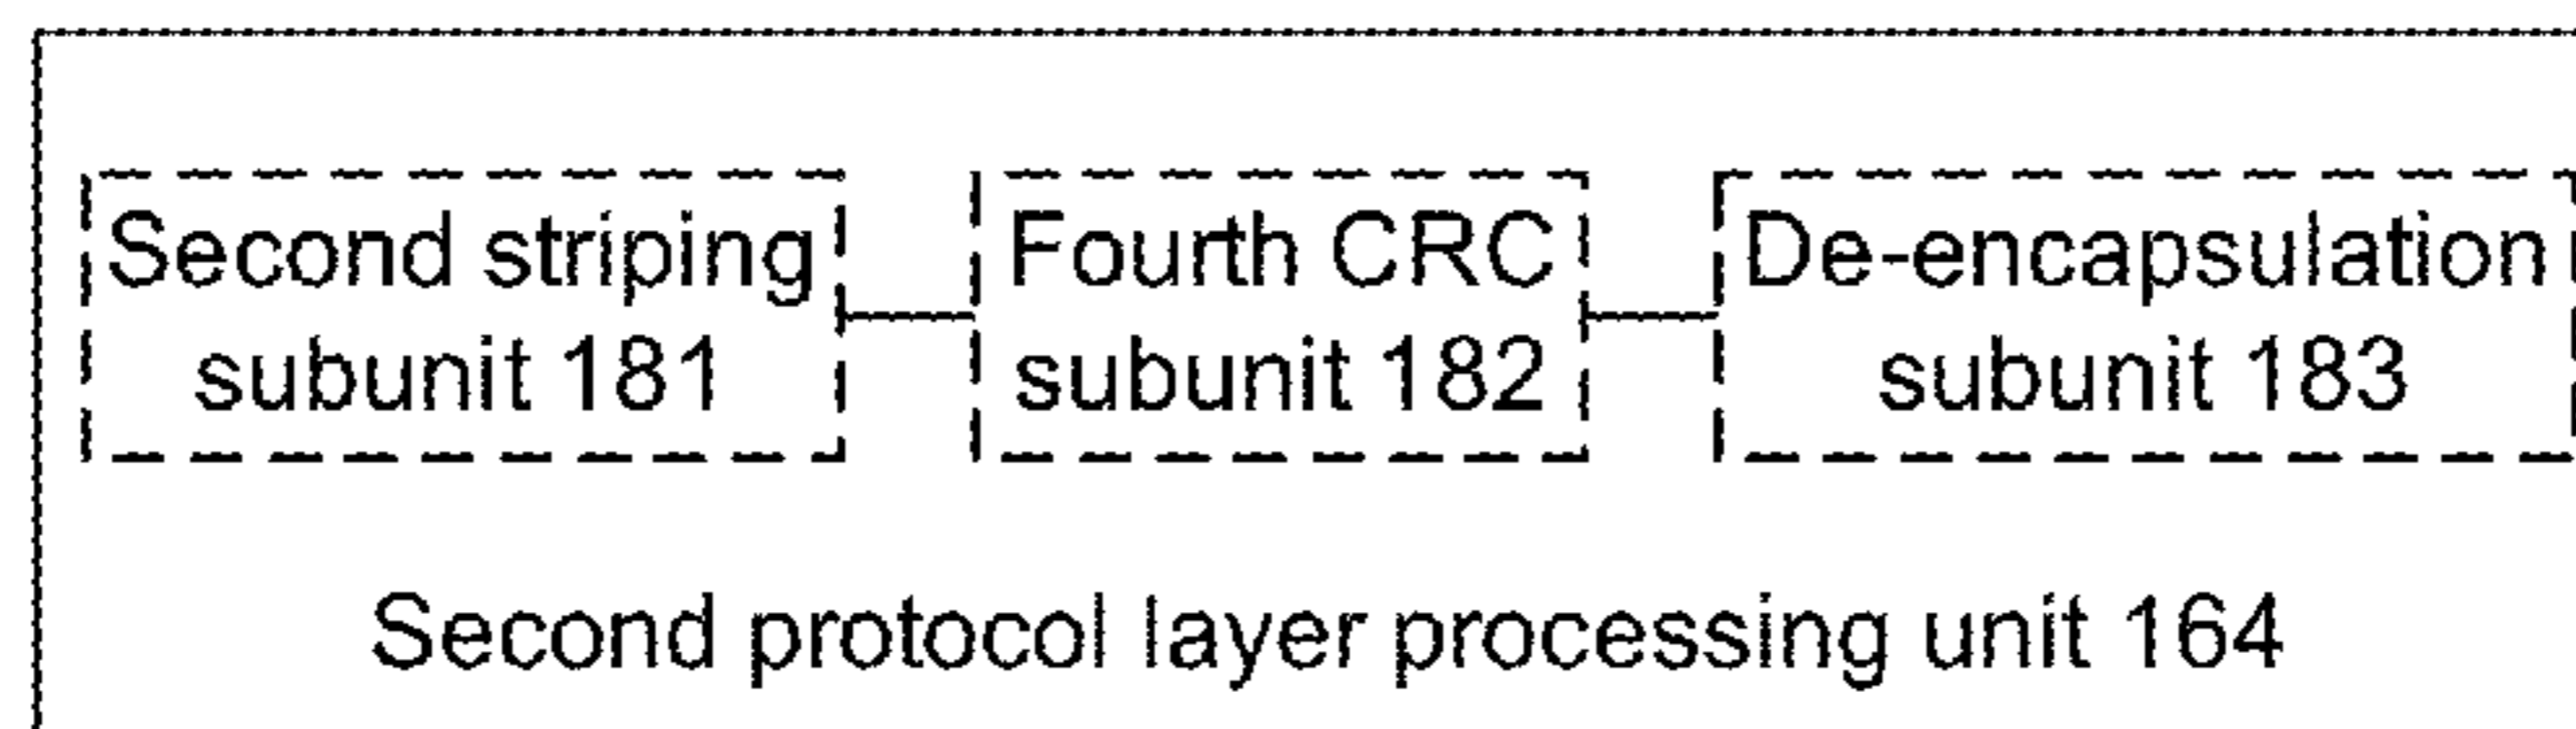 Second striping
subunit 181
Fourth CRC
subunit 182
De-encapsulation
subunit 183
Second protocol layer processing unit 164